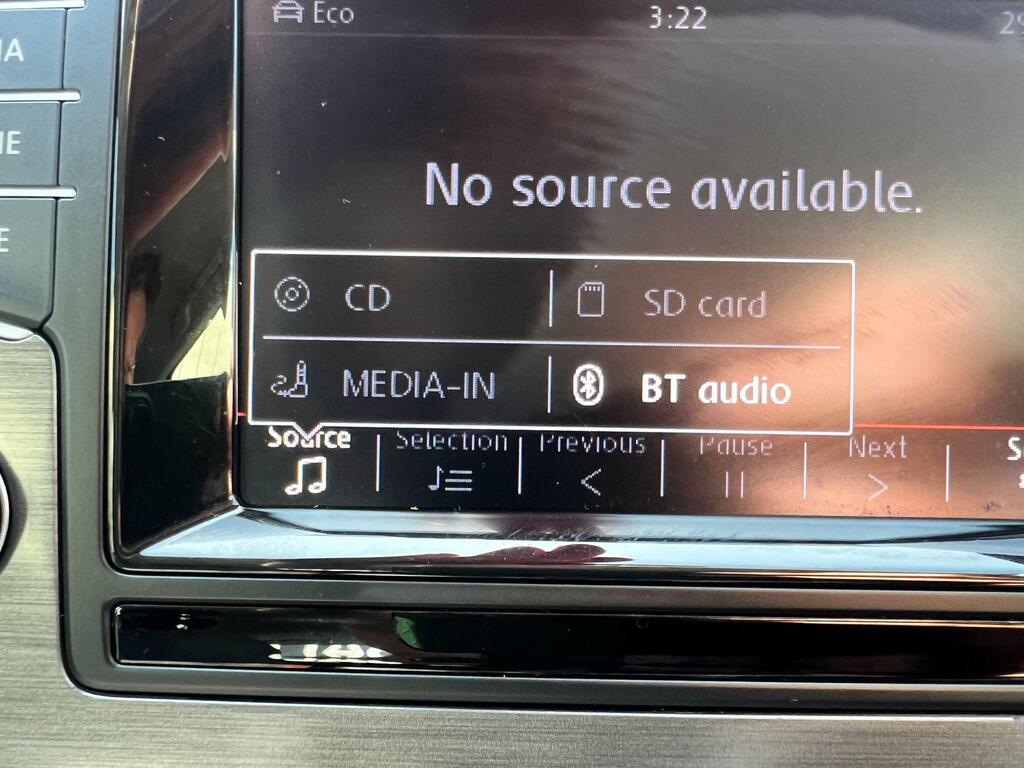 Eco 3:22
No source available.
CD SD card
MEDIA-IN BT audio
Source Selection Previous Pause Next